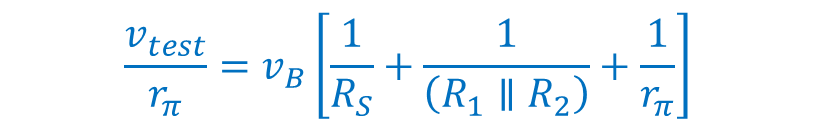 v_test / r_π = v_B [ 1 / R_S + 1 / (R_1 ∥ R_2) + 1 / r_π ]